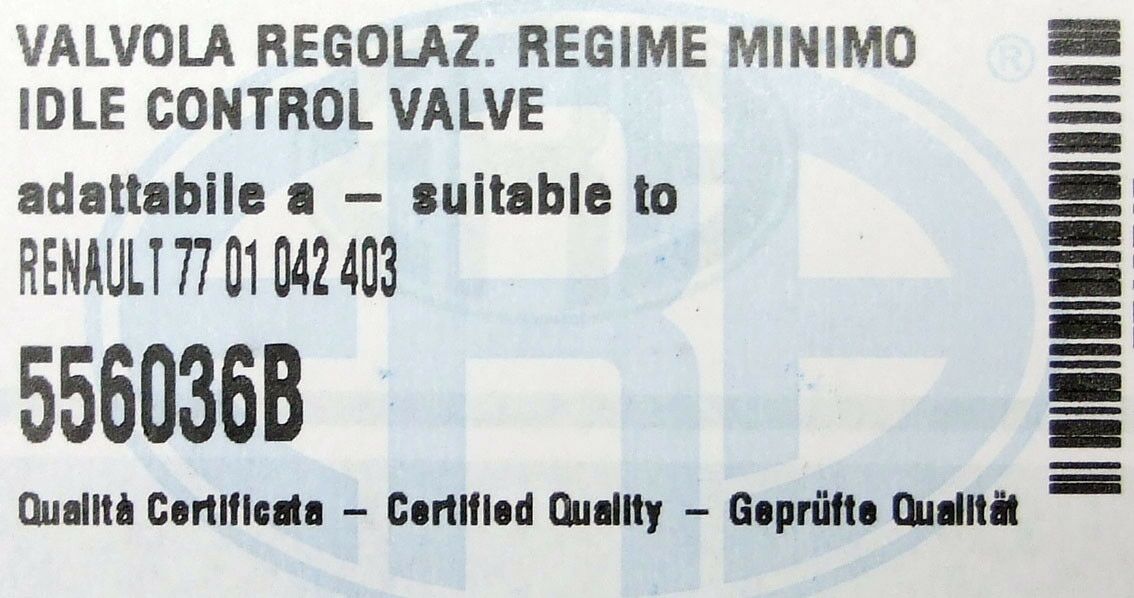 VALVOLA REGOLAZ. REGIME MINIMO
IDLE CONTROL VALVE
adattabile a – suitable to
RENAULT 77 01 042 403
556036B
Qualità Certificata – Certified Quality – Geprüfte Qualität
ERA ®